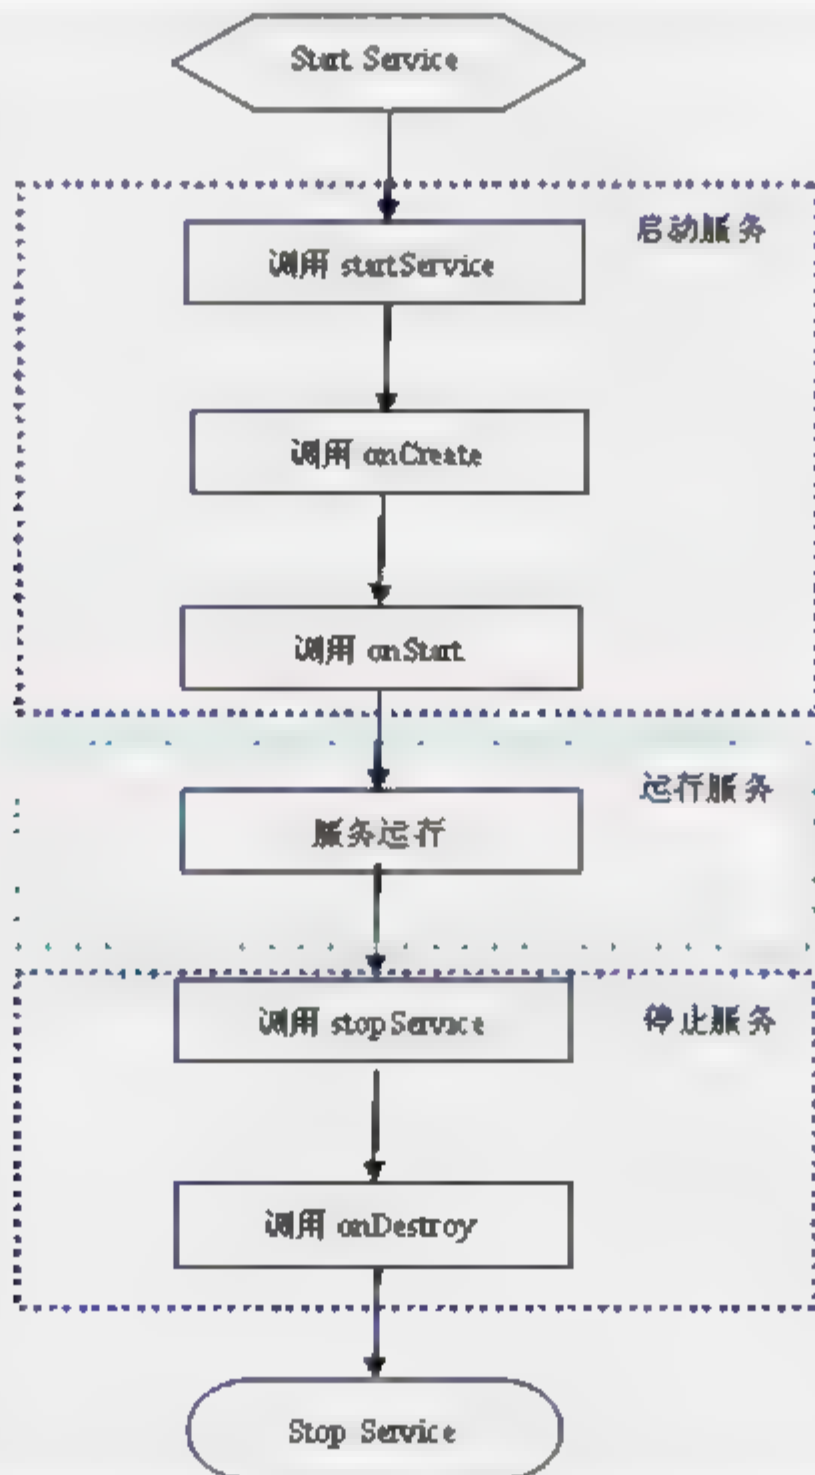 Start Service
启动服务
调用 startService
调用 onCreate
调用 onStart
运行服务
服务运行
调用 stopService
停止服务
调用 onDestroy
Stop Service